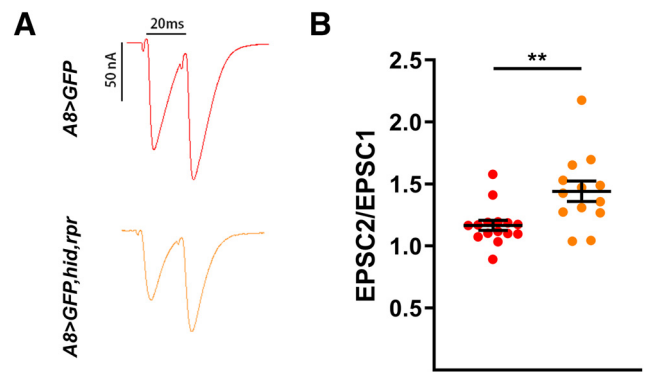 A
20ms
50 nA
A8>GFP
A8>GFP,hid,rpr
B
**
2.5
2.0
1.5
1.0
0.5
EPSC2/EPSC1